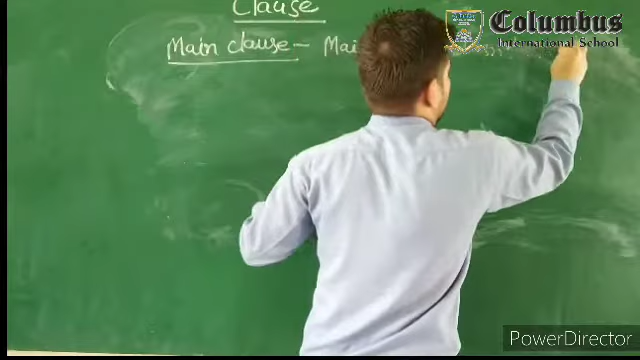 Clause
Columbus
International School
Main clause - Mai
PowerDirector